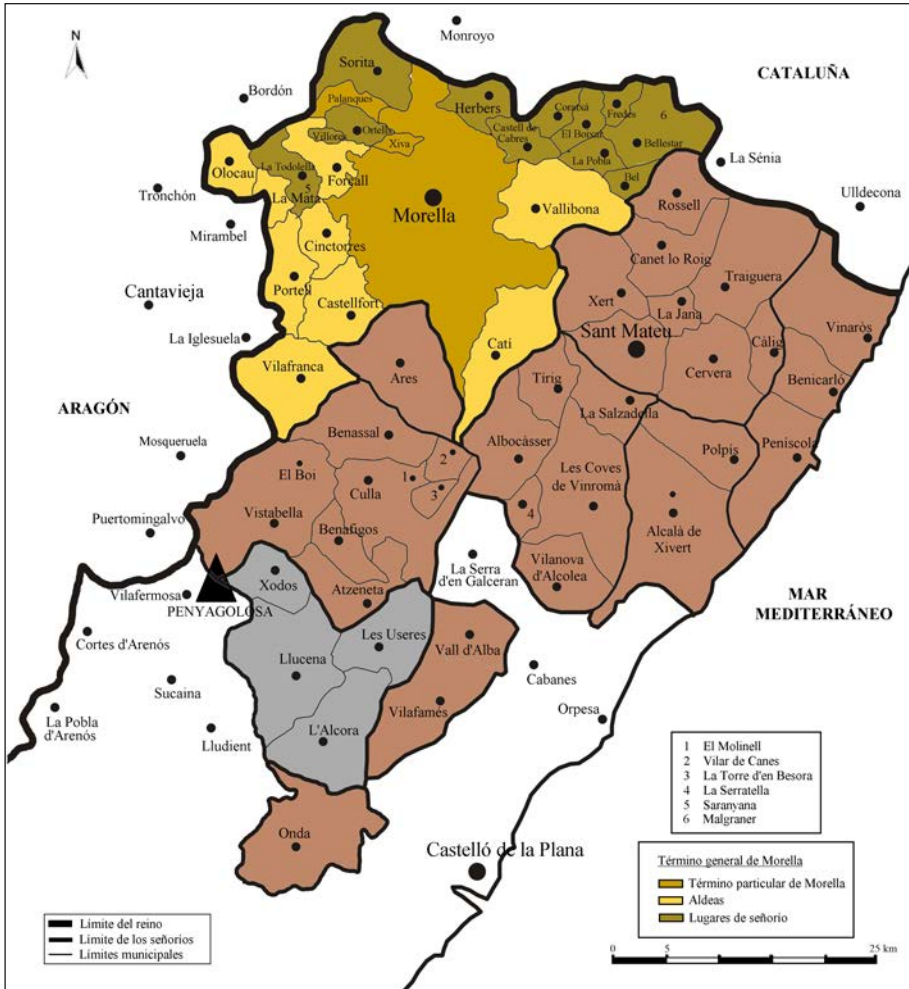 N
Monroyo
CATALUÑA
Sorita
Bordón
Palanques
Herbers
Coratxà
Fredes
6
Castell de
Cabres
El Boixar
Bellestar
Villores
Ortells
Xiva
La Pobla
La Sénia
Olocau
La Todolella
5
Forcall
Bel
La Mata
Tronchón
Morella
Vallibona
Rossell
Ulldecona
Mirambel
Cinctorres
Canet lo Roig
Portell
Traiguera
Cantavieja
Castellfort
Xert
La Jana
La Iglesuela
Sant Mateu
Vinaròs
Catí
Càlig
Vilafranca
Ares
Cervera
Tírig
Benicarló
ARAGÓN
La Salzadella
Benassal
Albocàsser
Mosqueruela
2
Polpís
Peníscola
El Boi
1
Culla
3
Les Coves
de Vinromà
Vistabella
4
Puertomingalvo
Benafigos
Alcalà de
Xivert
La Serra
d'en Galceran
Vilanova
d'Alcolea
Xodos
Atzeneta
Vilafermosa
PENYAGOLOSA
MAR
MEDITERRÁNEO
Cortes d'Arenós
Les Useres
Vall d'Alba
Llucena
Cabanes
Sucaina
Vilafamés
Orpesa
La Pobla
d'Arenós
L'Alcora
Lludient
1 El Molinell
2 Vilar de Canes
3 La Torre d'en Besora
4 La Serratella
5 Saranyana
6 Malgraner
Onda
Castelló de la Plana
Término general de Morella
Término particular de Morella
Aldeas
Lugares de señorio
Límite del reino
Límite de los señoríos
Límites municipales
0 5 25 km